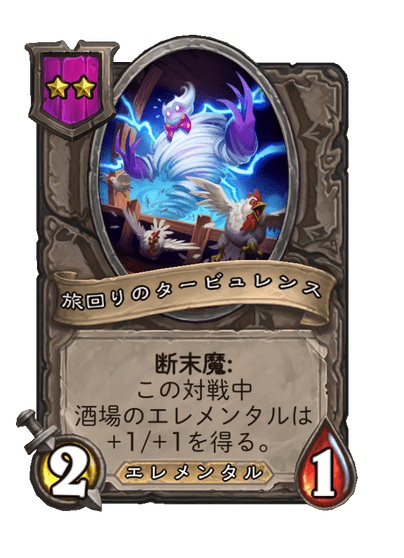 旅回りのタービュレンス
断末魔:
この対戦中
酒場のエレメンタルは
+1/+1を得る。
2
エレメンタル
1